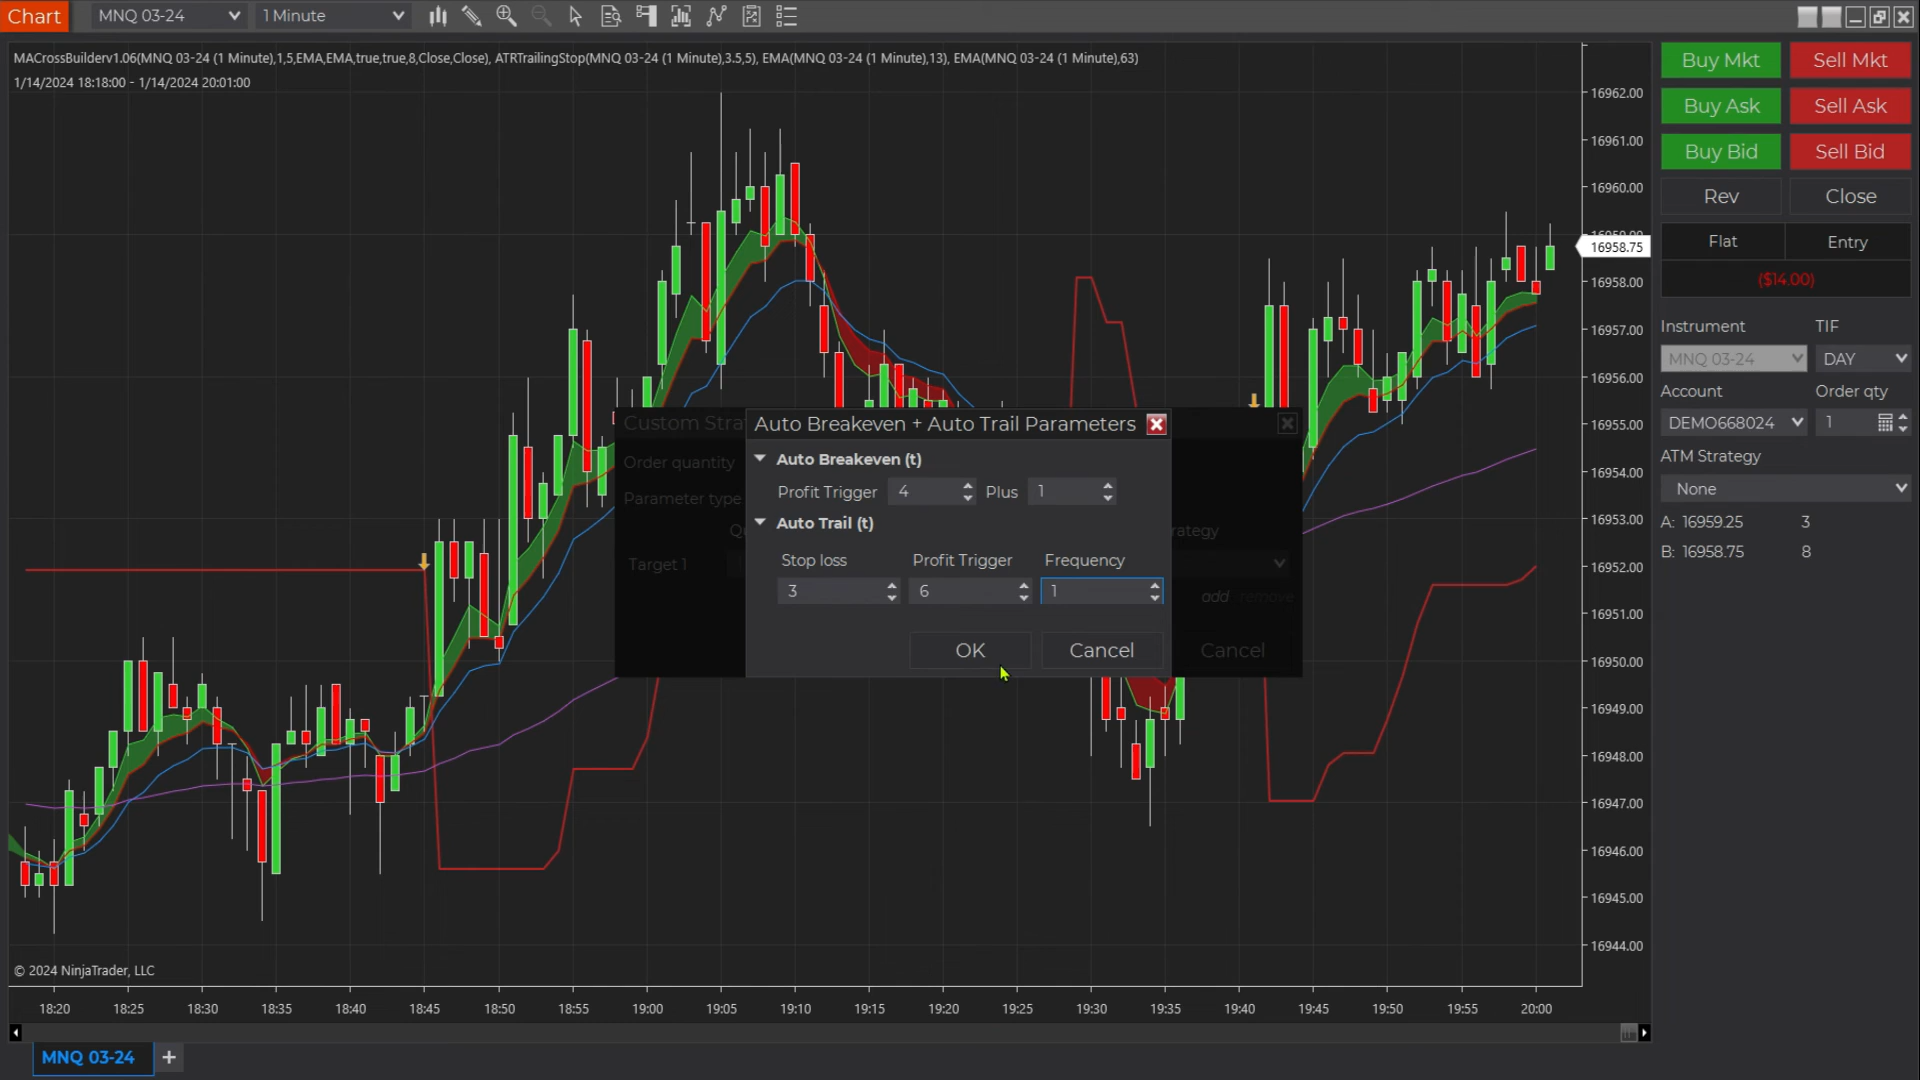 Chart
MNQ 03-24
1 Minute
MACrossBuilderv1.06(MNQ 03-24 (1 Minute),1,5,EMA,EMA,true,true,8,Close,Close), ATRTrailingStop(MNQ 03-24 (1 Minute),3.5,5), EMA(MNQ 03-24 (1 Minute),13), EMA(MNQ 03-24 (1 Minute),63)
1/14/2024 18:18:00 - 1/14/2024 20:01:00
16962.00
16961.00
16960.00
16959.00
16958.75
16958.00
16957.00
16956.00
16955.00
16954.00
16953.00
16952.00
16951.00
16950.00
16949.00
16948.00
16947.00
16946.00
16945.00
16944.00
Buy Mkt Sell Mkt
Buy Ask Sell Ask
Buy Bid Sell Bid
Rev Close
Flat Entry
($14.00)
Instrument TIF
MNQ 03-24 DAY
Account Order qty
DEMO668024 1
ATM Strategy
None
A: 16959.25 3
B: 16958.75 8
Custom Strat
Order quantity
Parameter type
Target 1
rategy
add remove
Cancel
Auto Breakeven + Auto Trail Parameters
Auto Breakeven (t)
Profit Trigger 4 Plus 1
Auto Trail (t)
Stop loss Profit Trigger Frequency
3 6 1
OK Cancel
© 2024 NinjaTrader, LLC
18:20 18:25 18:30 18:35 18:40 18:45 18:50 18:55 19:00 19:05 19:10 19:15 19:20 19:25 19:30 19:35 19:40 19:45 19:50 19:55 20:00
MNQ 03-24 +